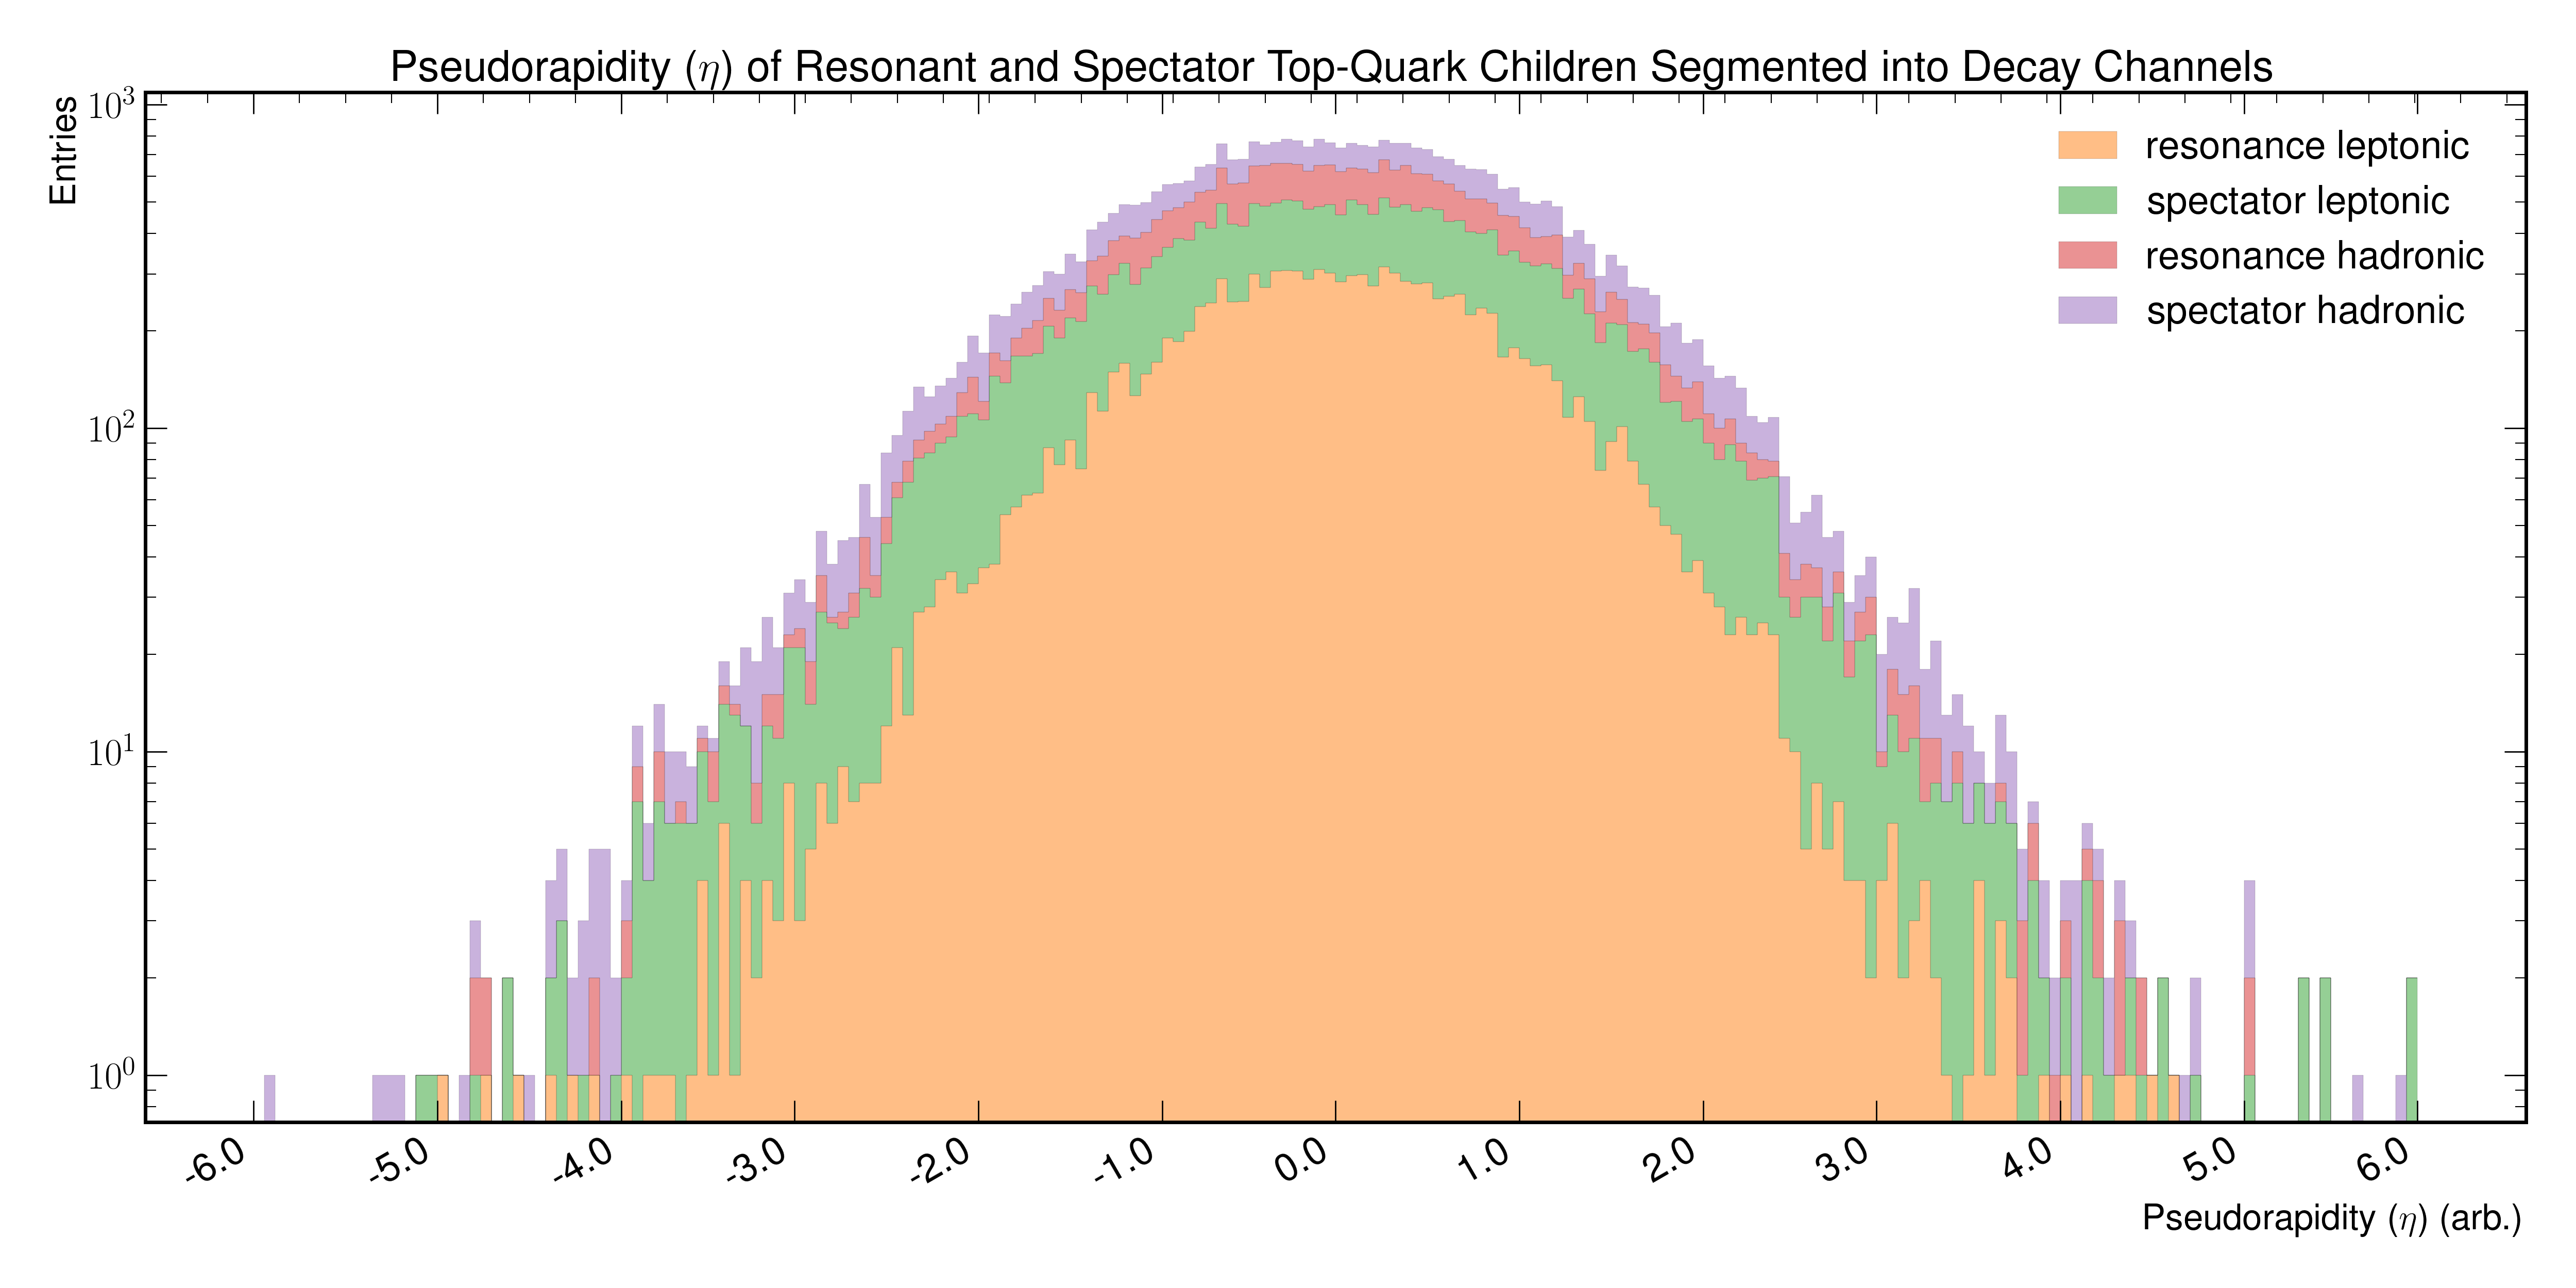 Pseudorapidity (η) of Resonant and Spectator Top-Quark Children Segmented into Decay Channels
Entries
10³
10²
10¹
10⁰
resonance leptonic
spectator leptonic
resonance hadronic
spectator hadronic
-6.0 -5.0 -4.0 -3.0 -2.0 -1.0 0.0 1.0 2.0 3.0 4.0 5.0 6.0
Pseudorapidity (η) (arb.)